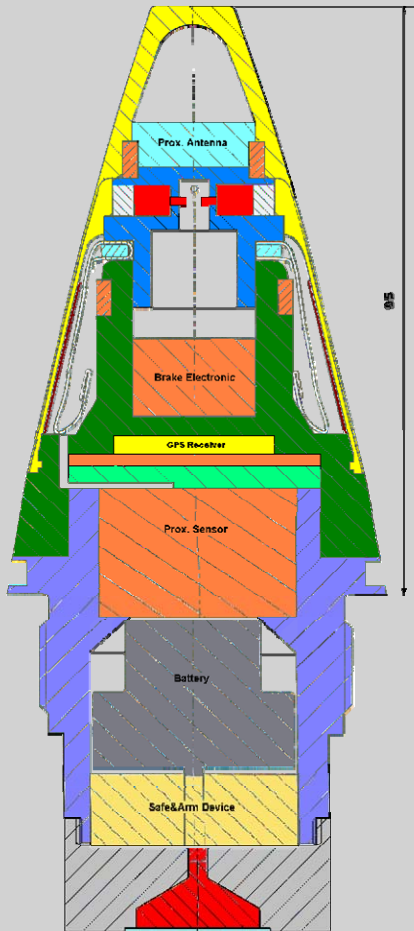 Prox. Antenna
95
Brake Electronic
GPS Receiver
Prox. Sensor
Battery
Safe&Arm Device